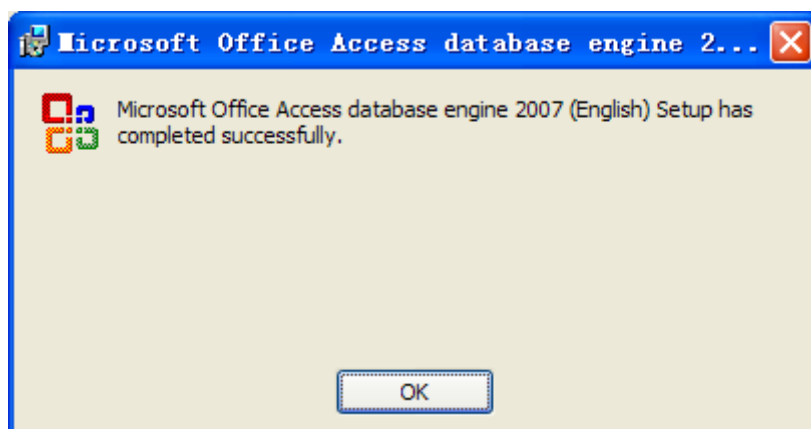 Microsoft Office Access database engine 2...
Microsoft Office Access database engine 2007 (English) Setup has
completed successfully.
OK